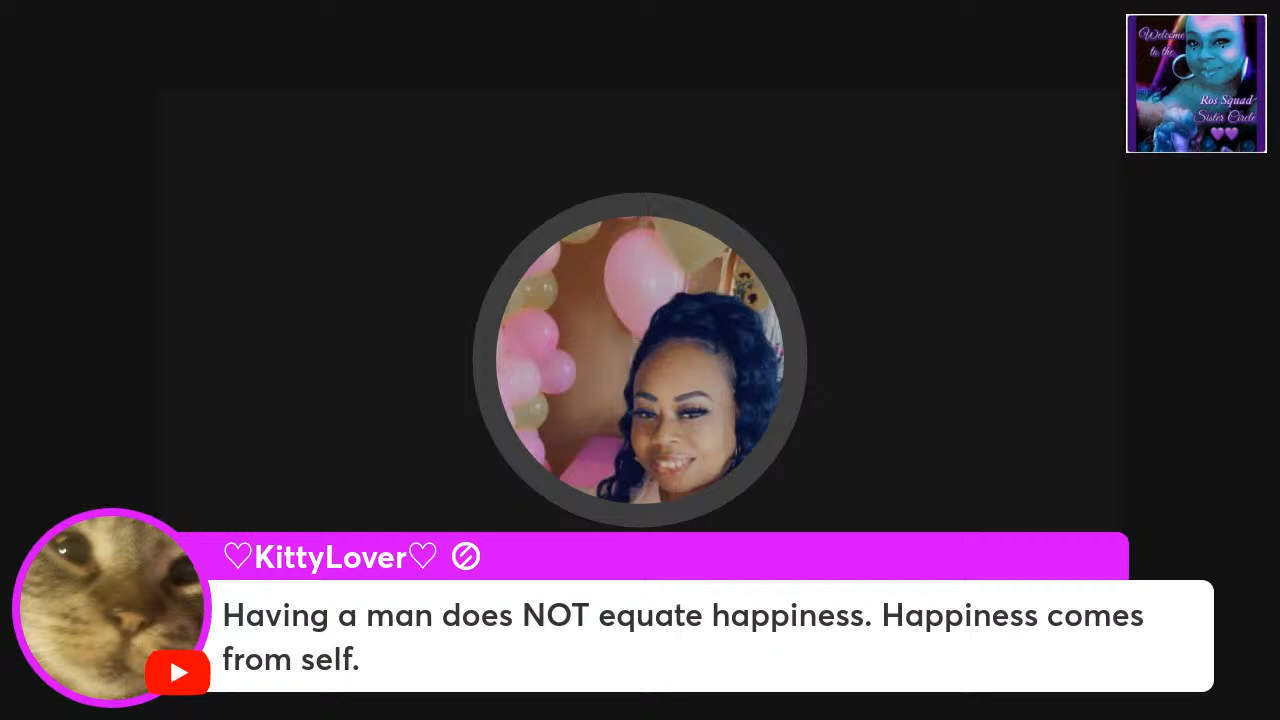 Welcome
to the
Ros Squad
Sister Circle
♡KittyLover♡
Having a man does NOT equate happiness. Happiness comes
from self.